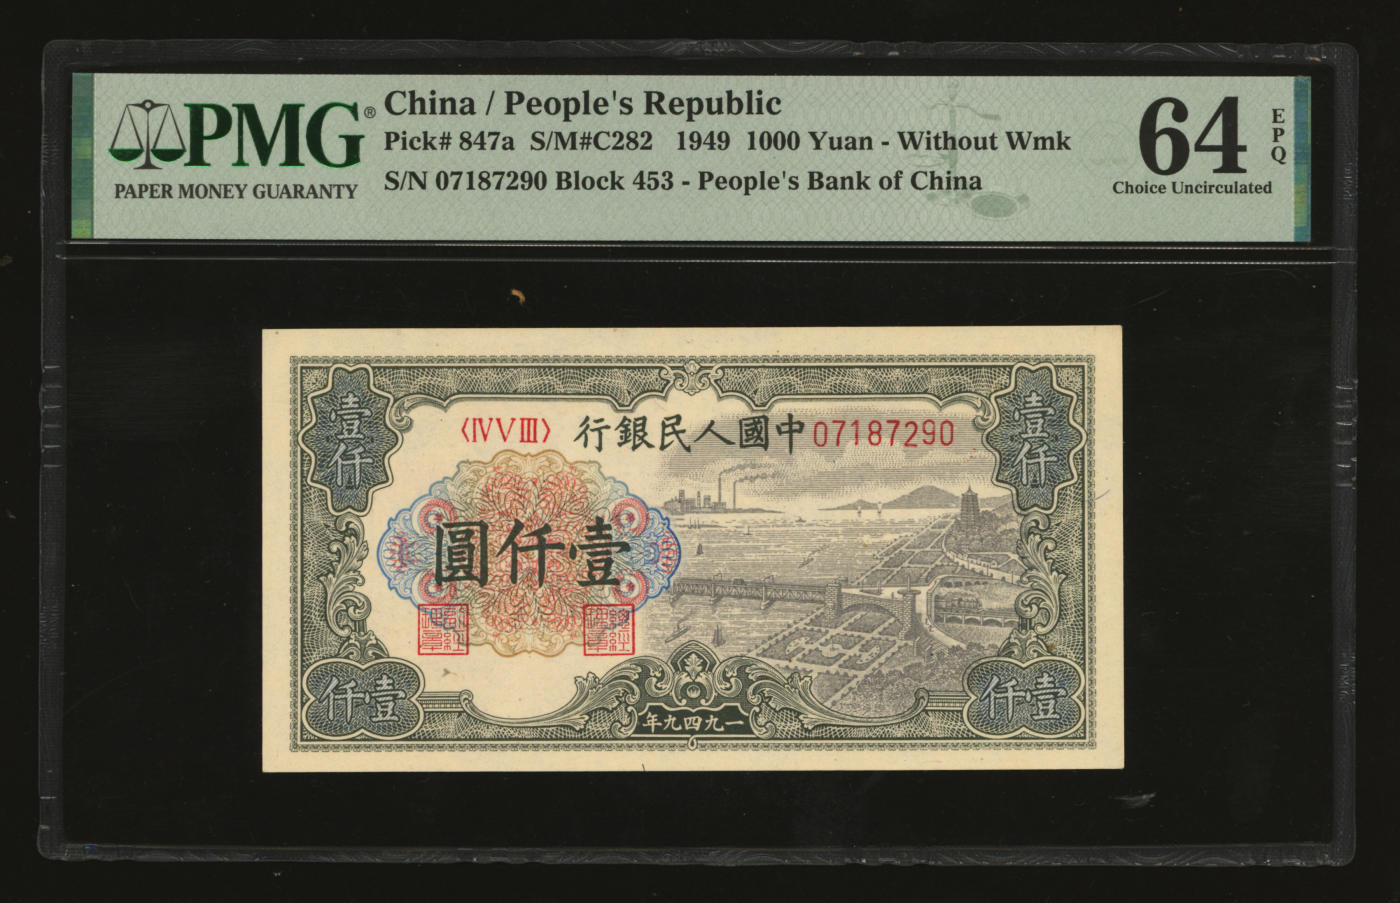 PMG®
PAPER MONEY GUARANTY
China / People's Republic
Pick# 847a S/M#C282 1949 1000 Yuan - Without Wmk
S/N 07187290 Block 453 - People's Bank of China
64
EPQ
Choice Uncirculated
壹仟
壹仟
〈ⅣⅤⅢ〉
中國人民銀行
07187290
壹仟圓
壹仟
壹仟
一九四九年